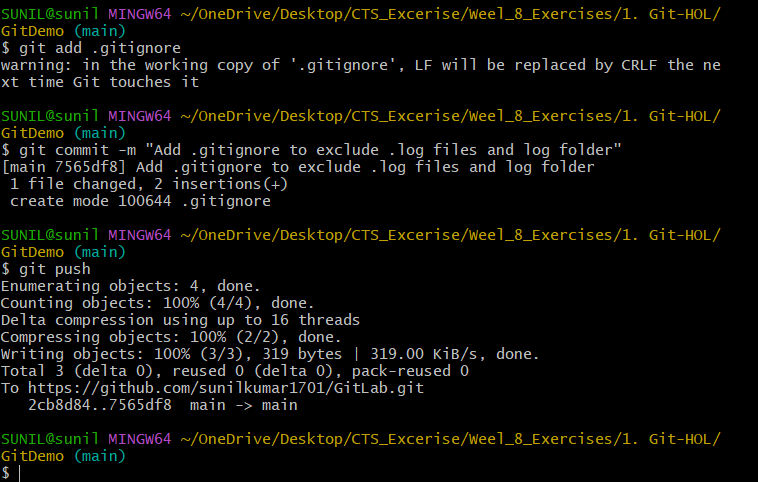 SUNIL@sunil MINGW64 ~/OneDrive/Desktop/CTS_Excerise/Weel_8_Exercises/1. Git-HOL/
GitDemo (main)
$ git add .gitignore
warning: in the working copy of '.gitignore', LF will be replaced by CRLF the ne
xt time Git touches it

SUNIL@sunil MINGW64 ~/OneDrive/Desktop/CTS_Excerise/Weel_8_Exercises/1. Git-HOL/
GitDemo (main)
$ git commit -m "Add .gitignore to exclude .log files and log folder"
[main 7565df8] Add .gitignore to exclude .log files and log folder
 1 file changed, 2 insertions(+)
 create mode 100644 .gitignore

SUNIL@sunil MINGW64 ~/OneDrive/Desktop/CTS_Excerise/Weel_8_Exercises/1. Git-HOL/
GitDemo (main)
$ git push
Enumerating objects: 4, done.
Counting objects: 100% (4/4), done.
Delta compression using up to 16 threads
Compressing objects: 100% (2/2), done.
Writing objects: 100% (3/3), 319 bytes | 319.00 KiB/s, done.
Total 3 (delta 0), reused 0 (delta 0), pack-reused 0
To https://github.com/sunilkumar1701/GitLab.git
   2cb8d84..7565df8  main -> main

SUNIL@sunil MINGW64 ~/OneDrive/Desktop/CTS_Excerise/Weel_8_Exercises/1. Git-HOL/
GitDemo (main)
$